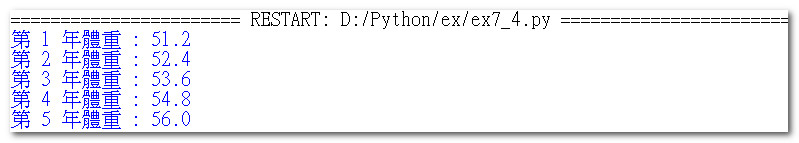 ======================= RESTART: D:/Python/ex/ex7_4.py =======================
第 1 年體重 : 51.2
第 2 年體重 : 52.4
第 3 年體重 : 53.6
第 4 年體重 : 54.8
第 5 年體重 : 56.0